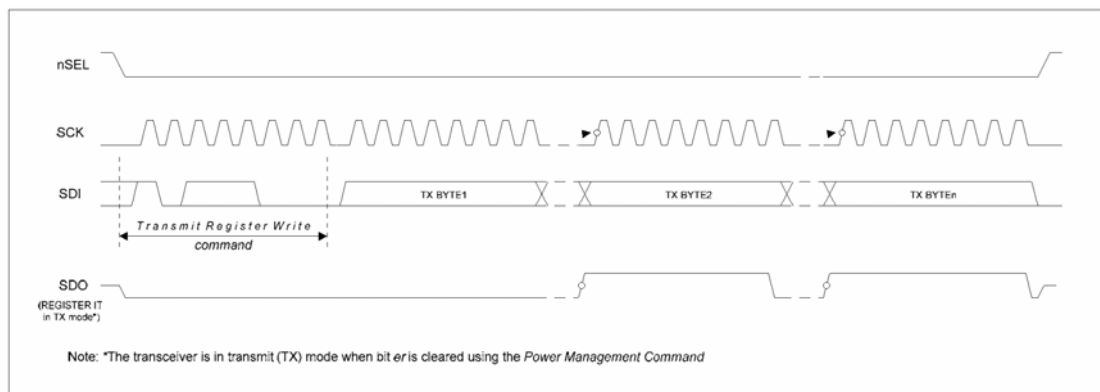 nSEL
SCK
SDI
TX BYTE1
TX BYTE2
TX BYTEn
Transmit Register Write
command
SDO
(REGISTER IT
in TX mode*)
Note: *The transceiver is in transmit (TX) mode when bit er is cleared using the Power Management Command